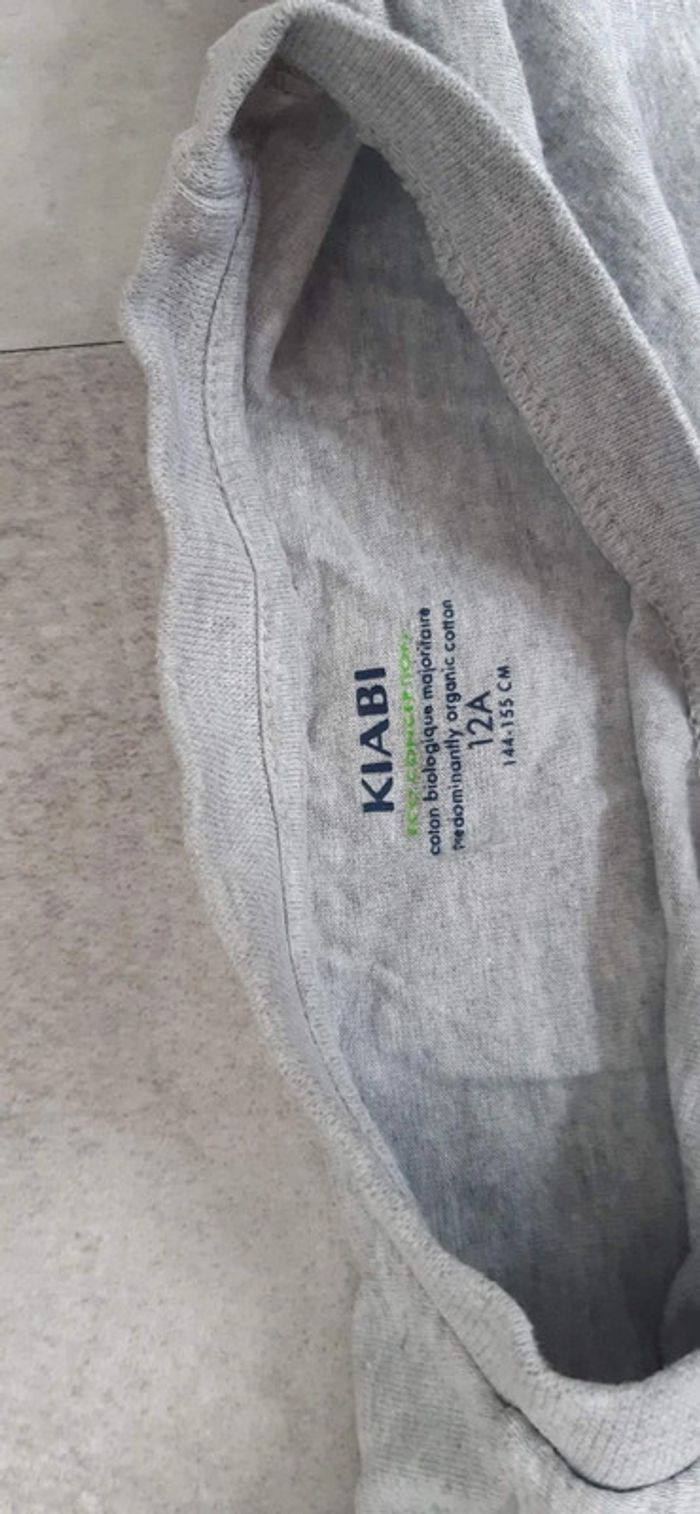 KIABI
ECO CONCEPTION
coton biologique majoritaire
predominantly organic cotton
12A
144-155 CM